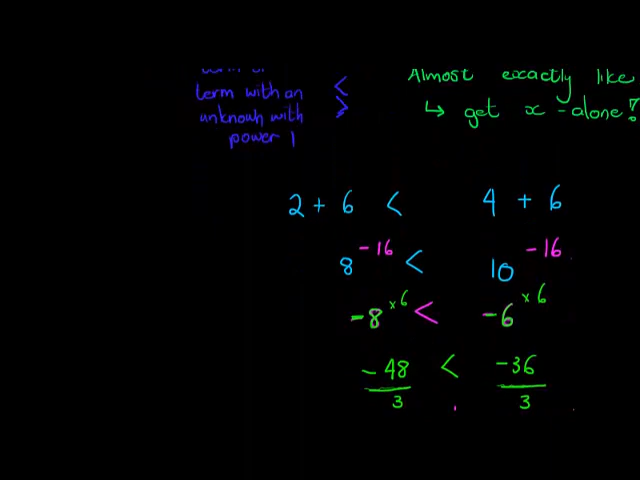 term with an <
unknown with >
power 1
Almost exactly like
↳ get x - alone?
2 + 6 < 4 + 6
8 -16 < 10 -16
-8 ×6 < -6 ×6
-48 < -36
3 3